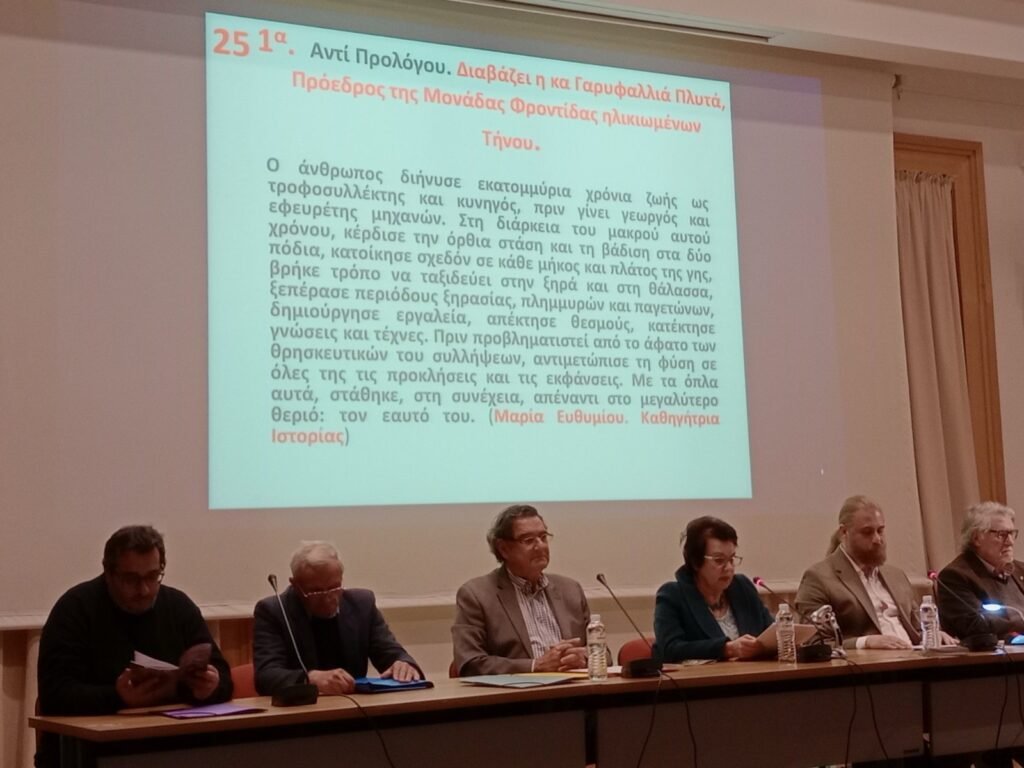 25 1α. Αντί Προλόγου. Διαβάζει η κα Γαρυφαλλιά Πλυτά,
Πρόεδρος της Μονάδας Φροντίδας ηλικιωμένων
Τήνου.
Ο άνθρωπος διήνυσε εκατομμύρια χρόνια ζωής ως
τροφοσυλλέκτης και κυνηγός, πριν γίνει γεωργός και
εφευρέτης μηχανών. Στη διάρκεια του μακρού αυτού
χρόνου, κέρδισε την όρθια στάση και τη βάδιση στα δύο
πόδια, κατοίκησε σχεδόν σε κάθε μήκος και πλάτος της γης,
βρήκε τρόπο να ταξιδεύει στην ξηρά και στη θάλασσα,
ξεπέρασε περιόδους ξηρασίας, πλημμυρών και παγετώνων,
δημιούργησε εργαλεία, απέκτησε θεσμούς, κατέκτησε
γνώσεις και τέχνες. Πριν προβληματιστεί από το άφατο των
θρησκευτικών του συλλήψεων, αντιμετώπισε τη φύση σε
όλες της τις προκλήσεις και τις εκφάνσεις. Με τα όπλα
αυτά, στάθηκε, στη συνέχεια, απέναντι στο μεγαλύτερο
θεριό: τον εαυτό του. (Μαρία Ευθυμίου. Καθηγήτρια
Ιστορίας)